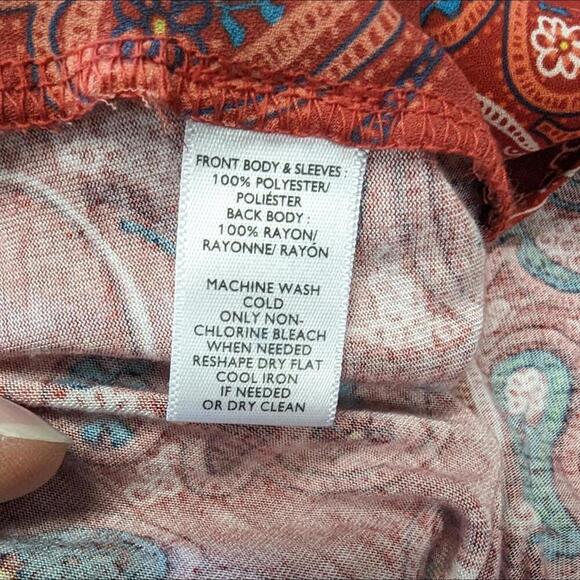 FRONT BODY & SLEEVES :
100% POLYESTER/
POLIÉSTER
BACK BODY :
100% RAYON/
RAYONNE/ RAYÓN
MACHINE WASH
COLD
ONLY NON-
CHLORINE BLEACH
WHEN NEEDED
RESHAPE DRY FLAT
COOL IRON
IF NEEDED
OR DRY CLEAN